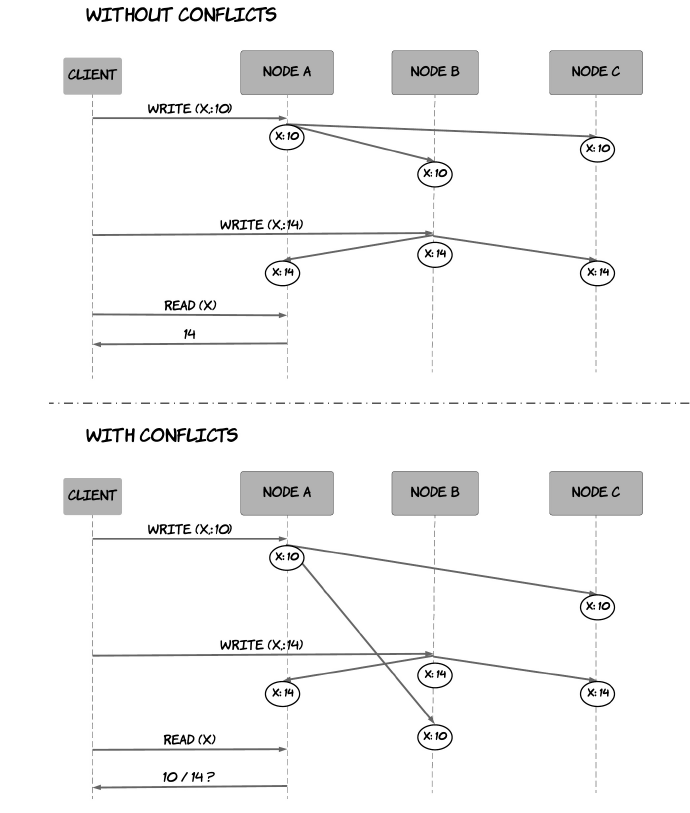 WITHOUT CONFLICTS
CLIENT
NODE A
NODE B
NODE C
WRITE (X,:10)
X: 10
X: 10
X: 10
WRITE (X,:14)
X: 14
X: 14
X: 14
READ (X)
14
WITH CONFLICTS
CLIENT
NODE A
NODE B
NODE C
WRITE (X,:10)
X: 10
X: 10
WRITE (X,:14)
X: 14
X: 14
X: 14
X: 10
READ (X)
10 / 14 ?